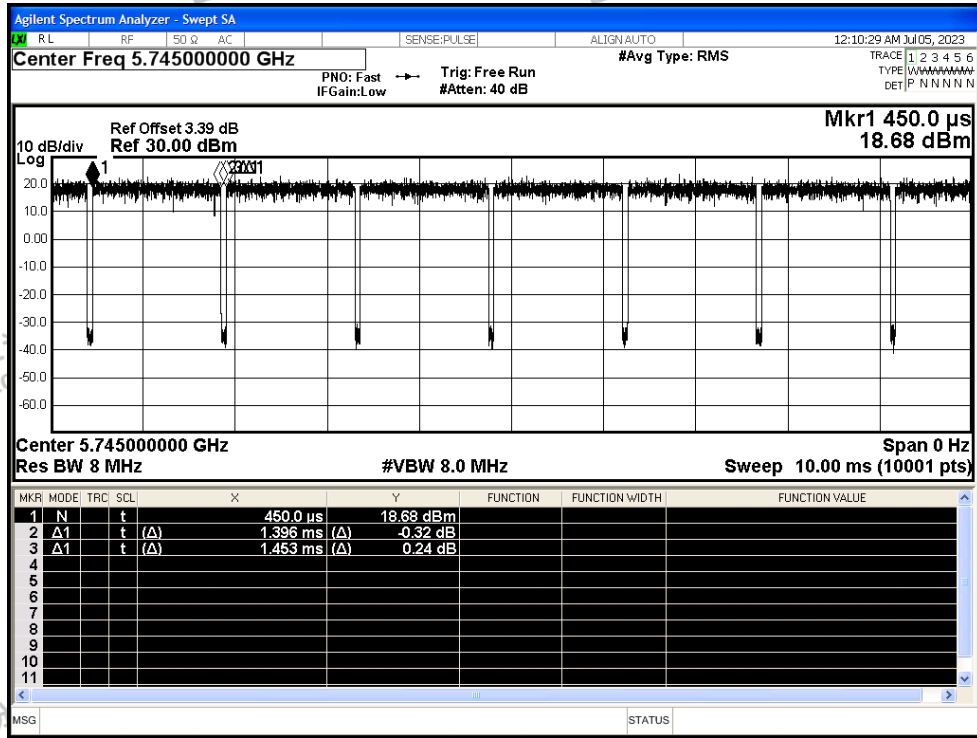 Agilent Spectrum Analyzer - Swept SA
LXI RL RF 50 Ω AC SENSE:PULSE ALIGN AUTO 12:10:29 AM Jul 05, 2023
Center Freq 5.745000000 GHz #Avg Type: RMS TRACE 1 2 3 4 5 6
PNO: Fast Trig: Free Run TYPE
IFGain:Low #Atten: 40 dB DET P N N N N N
Mkr1 450.0 µs
Ref Offset 3.39 dB
10 dB/div Ref 30.00 dBm 18.68 dBm
Log
1
20.0
10.0
0.00
-10.0
-20.0
-30.0
-40.0
-50.0
-60.0
Center 5.745000000 GHz Span 0 Hz
Res BW 8 MHz #VBW 8.0 MHz Sweep 10.00 ms (10001 pts)
MKR MODE TRC SCL X Y FUNCTION FUNCTION WIDTH FUNCTION VALUE
1 N t 450.0 µs 18.68 dBm
2 Δ1 t (Δ) 1.396 ms (Δ) -0.32 dB
3 Δ1 t (Δ) 1.453 ms (Δ) 0.24 dB
4
5
6
7
8
9
10
11
MSG STATUS